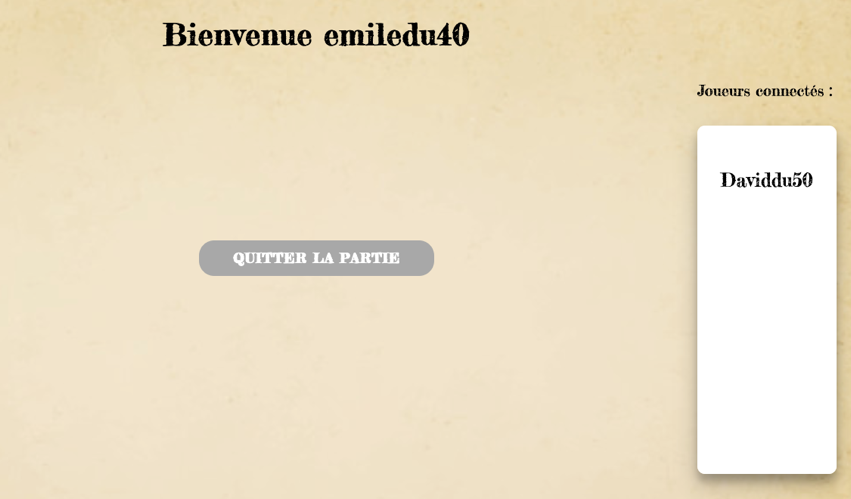 Bienvenue emiledu40
Joueurs connectés :
Daviddu50
QUITTER LA PARTIE